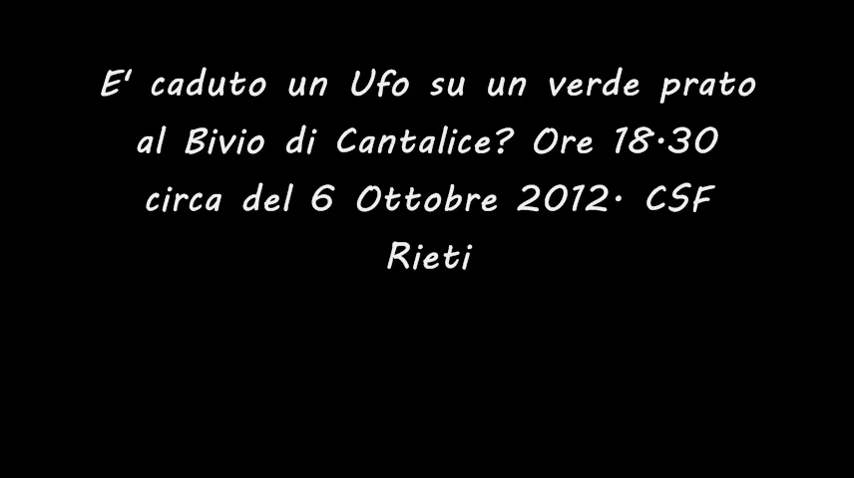 E' caduto un Ufo su un verde prato
al Bivio di Cantalice? Ore 18.30
circa del 6 Ottobre 2012. CSF
Rieti